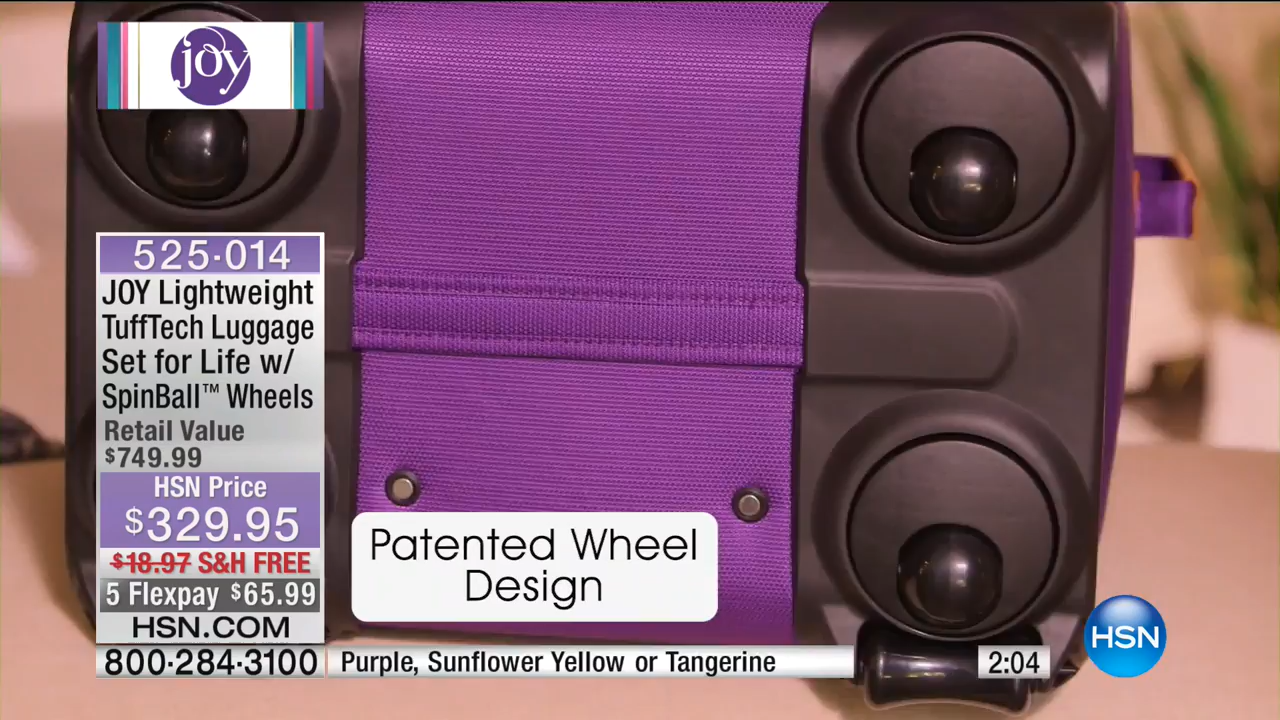 joy
525-014
JOY Lightweight
TuffTech Luggage
Set for Life w/
SpinBall™ Wheels
Retail Value
$749.99
HSN Price
$329.95
$18.97 S&H FREE
5 Flexpay $65.99
HSN.COM
800-284-3100
Patented Wheel
Design
Purple, Sunflower Yellow or Tangerine
2:04
HSN